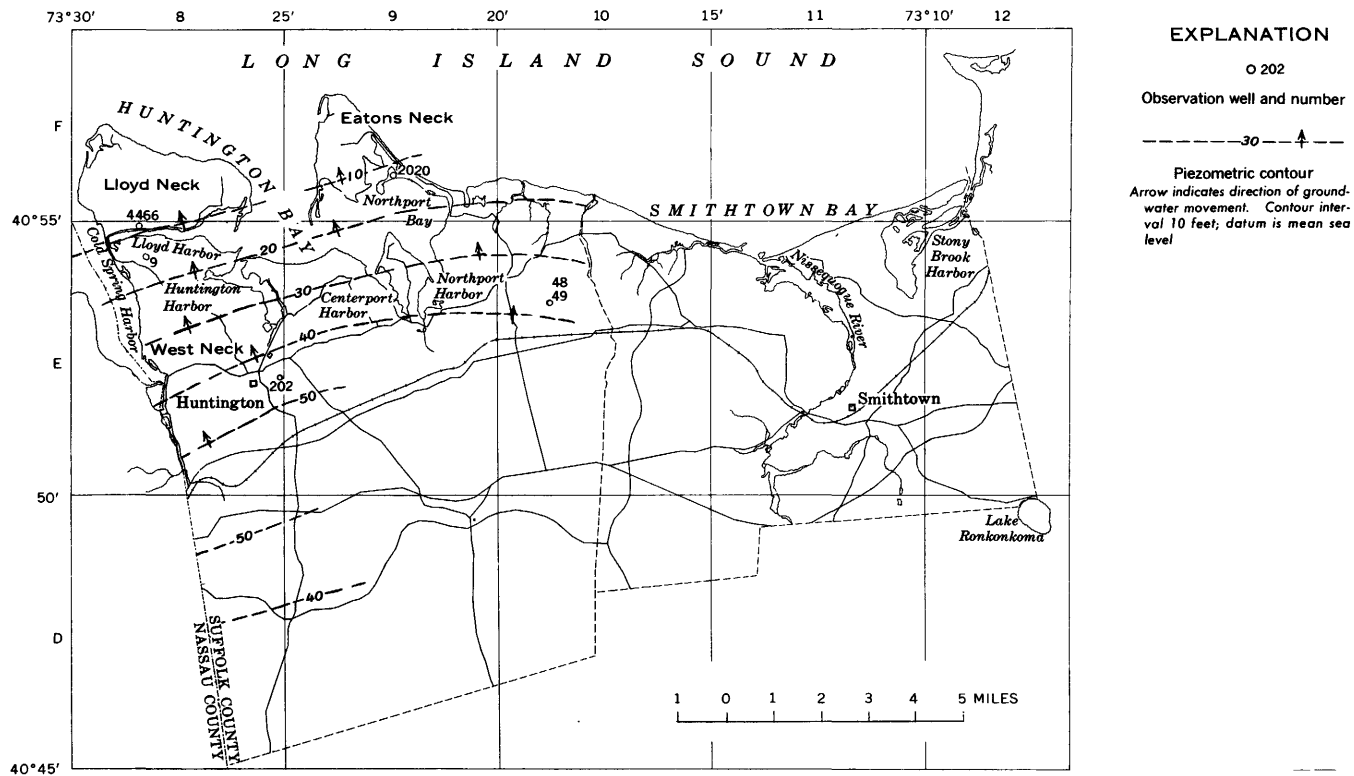 73°30' 8 25' 9 20' 10 15' 11 73°10' 12
LONG ISLAND SOUND
HUNTINGTON BAY
Eatons Neck
F
10
2020
Lloyd Neck
Northport
Bay
4466
40°55'
SMITHTOWN BAY
Cold Spring Harbor
Lloyd Harbor
9
20
Stony
Brook
Harbor
Nissequogue River
Huntington
Harbor
30
Centerport
Harbor
Northport
Harbor
48
49
40
West Neck
E
202
50
Huntington
Smithtown
50'
Lake
Ronkonkoma
50
40
D
SUFFOLK COUNTY
NASSAU COUNTY
1 0 1 2 3 4 5 MILES
40°45'
EXPLANATION
202
Observation well and number
30
Piezometric contour
Arrow indicates direction of ground-
water movement. Contour inter-
val 10 feet; datum is mean sea
level